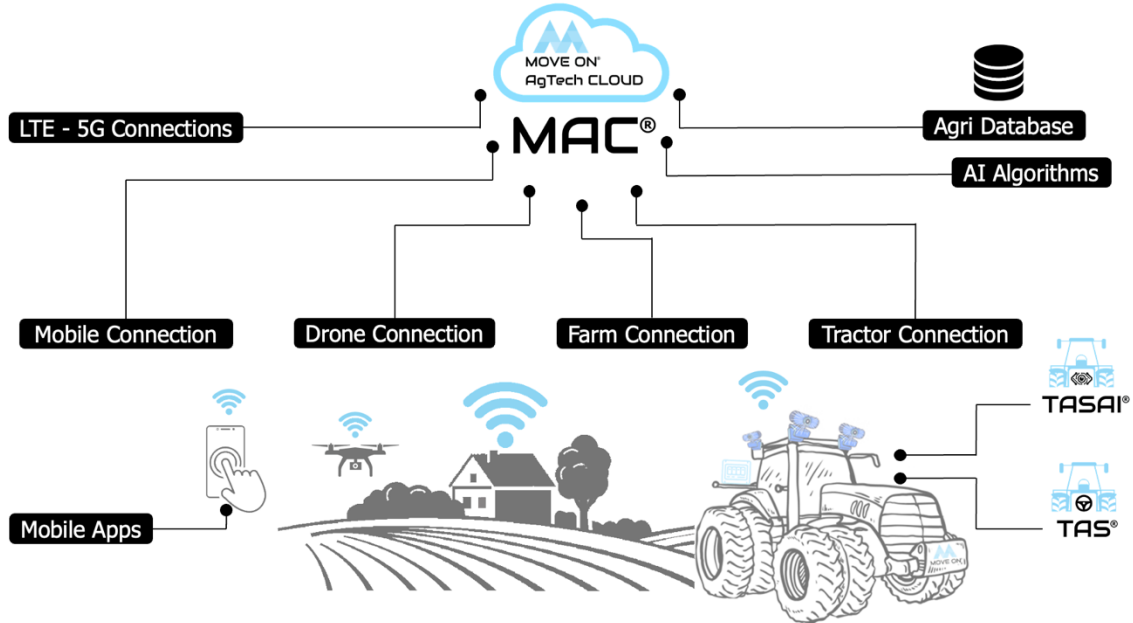 MOVE ON®
AgTech CLOUD
MAC®
LTE - 5G Connections
Agri Database
AI Algorithms
Mobile Connection
Drone Connection
Farm Connection
Tractor Connection
TASAI®
Mobile Apps
TAS®
MOVE ON